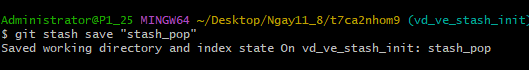 Administrator@P1_25 MINGW64 ~/Desktop/Ngay11_8/t7ca2nhom9 (vd_ve_stash_init)
$ git stash save "stash_pop"
Saved working directory and index state On vd_ve_stash_init: stash_pop